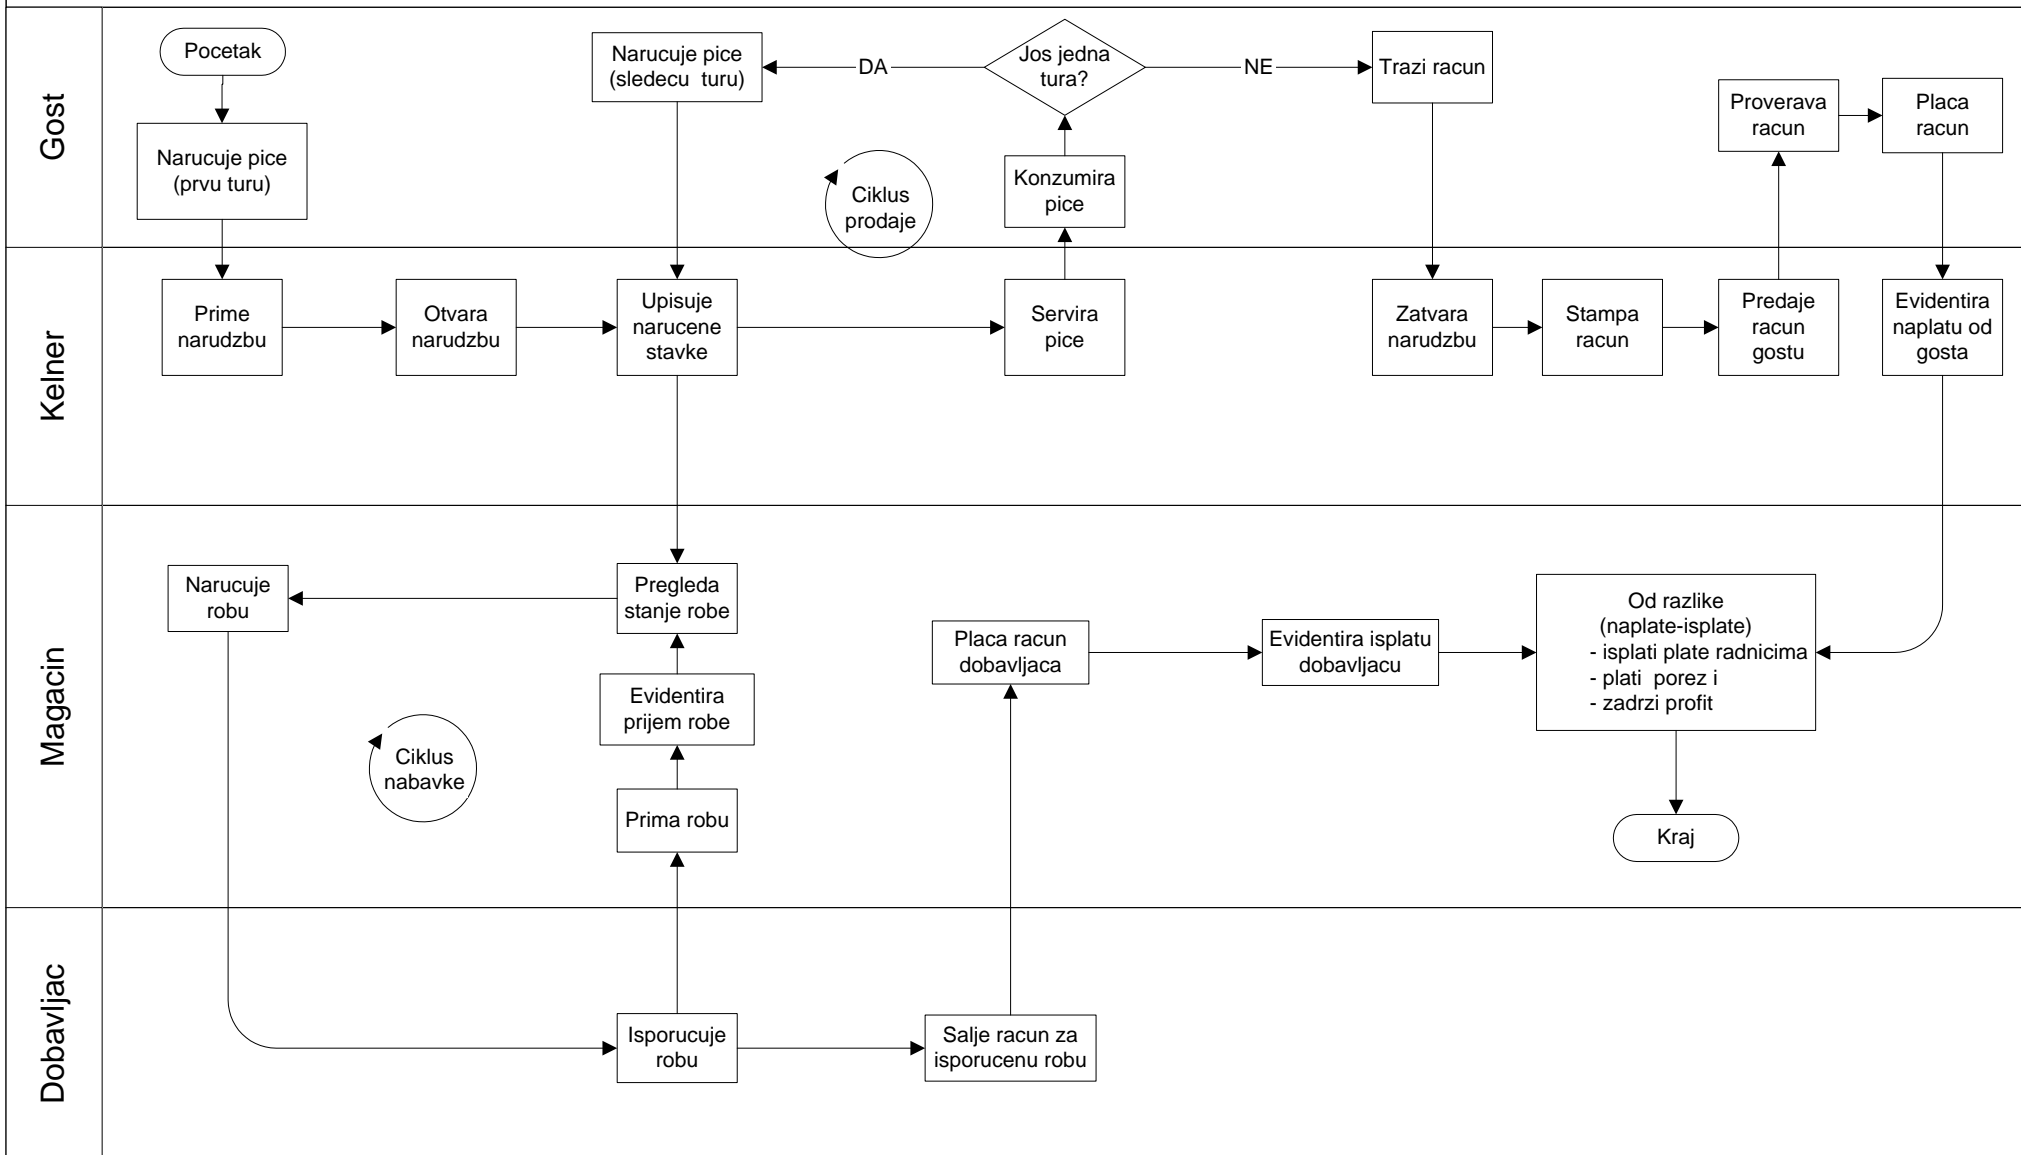 Gost
Pocetak
Narucuje pice
(prvu turu)
Narucuje pice
(sledecu  turu)
DA
Jos jedna
tura?
NE
Trazi racun
Ciklus
prodaje
Konzumira
pice
Proverava
racun
Placa
racun
Kelner
Prime
narudzbu
Otvara
narudzbu
Upisuje
narucene
stavke
Servira
pice
Zatvara
narudzbu
Stampa
racun
Predaje
racun
gostu
Evidentira
naplatu od
gosta
Magacin
Narucuje
robu
Pregleda
stanje robe
Evidentira
prijem robe
Ciklus
nabavke
Prima robu
Placa racun
dobavljaca
Evidentira isplatu
dobavljacu
Od razlike
(naplate-isplate)
- isplati plate radnicima
- plati  porez i
- zadrzi profit
Kraj
Dobavljac
Isporucuje
robu
Salje racun za
isporucenu robu